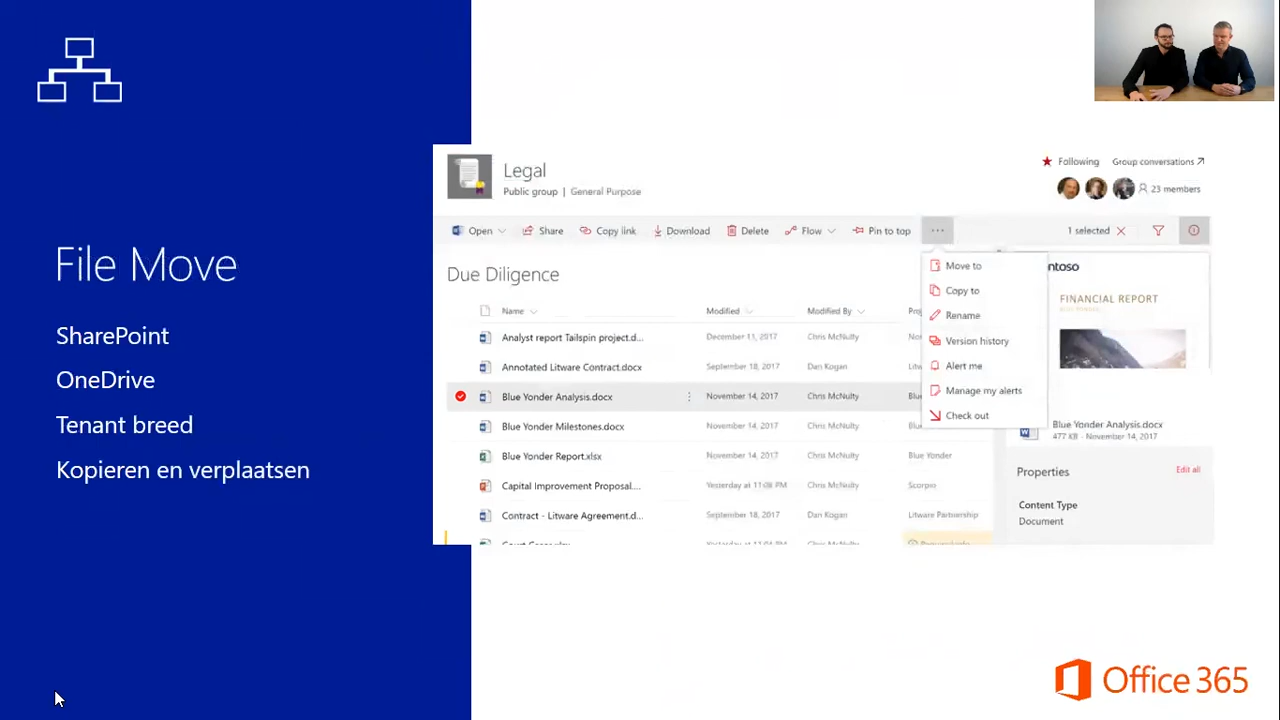 File Move
SharePoint
OneDrive
Tenant breed
Kopieren en verplaatsen
Legal
Public group | General Purpose
Following Group conversations
23 members
Open Share Copy link Download Delete Flow Pin to top ... 1 selected
Move to
Copy to
Rename
Version history
Alert me
Manage my alerts
Check out
ntoso
FINANCIAL REPORT
Due Diligence
Name Modified Modified By
Analyst report Tailspin project.d... December 11, 2017 Chris McNulty
Annotated Litware Contract.docx September 18, 2017 Dan Kogan
Blue Yonder Analysis.docx November 14, 2017 Chris McNulty
Blue Yonder Milestones.docx November 14, 2017 Chris McNulty
Blue Yonder Report.xlsx November 14, 2017 Chris McNulty Blue Yonder
Capital Improvement Proposal.... Yesterday at 11:08 PM Chris McNulty Scorpio
Contract - Litware Agreement.d... September 18, 2017 Dan Kogan Litware Partnership
Blue Yonder Analysis.docx
477 KB · November 14, 2017
Properties Edit all
Content Type
Document
Office 365